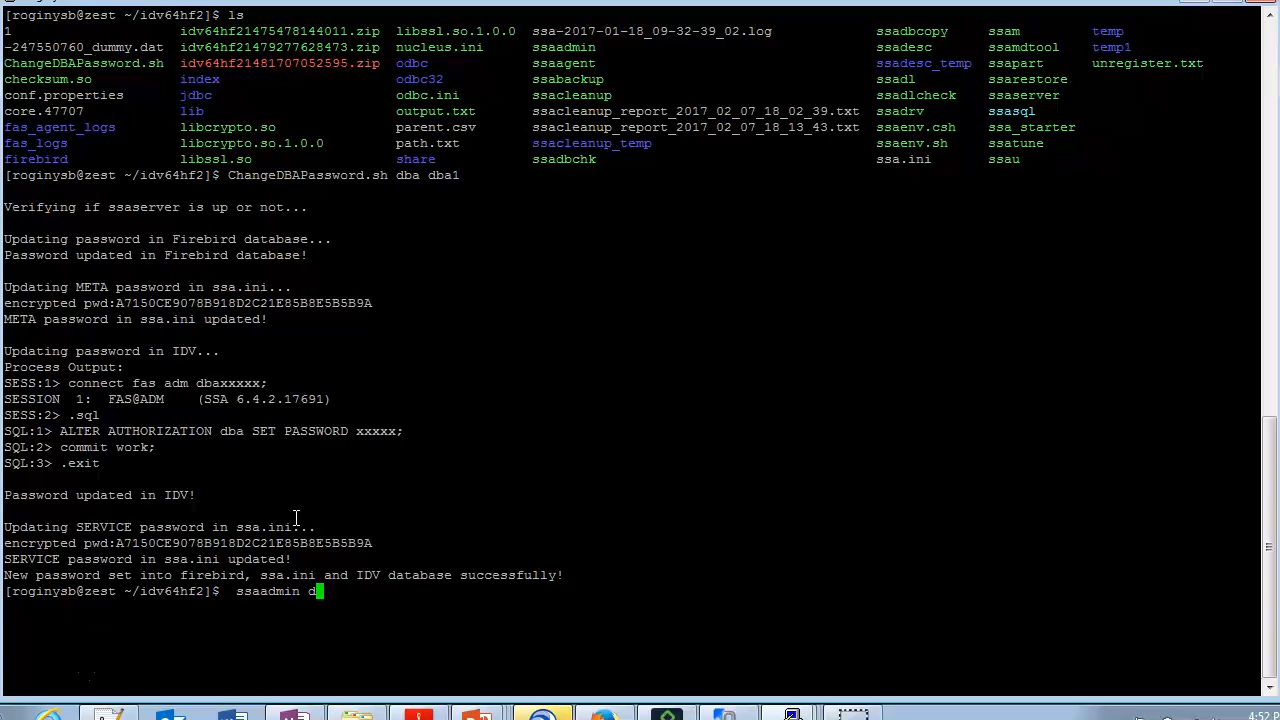 [roginysb@zest ~/idv64hf2]$ ls
1 idv64hf21475478144011.zip libssl.so.1.0.0 ssa-2017-01-18_09-32-39_02.log ssadbcopy ssam temp
-247550760_dummy.dat idv64hf21479277628473.zip nucleus.ini ssaadmin ssadesc ssamdtool temp1
ChangeDBAPassword.sh idv64hf21481707052595.zip odbc ssaagent ssadesc_temp ssapart unregister.txt
checksum.so index odbc32 ssabackup ssadl ssarestore
conf.properties jdbc odbc.ini ssacleanup ssadlcheck ssaserver
core.47707 lib output.txt ssacleanup_report_2017_02_07_18_02_39.txt ssadrv ssasql
fas_agent_logs libcrypto.so parent.csv ssacleanup_report_2017_02_07_18_13_43.txt ssaenv.csh ssa_starter
fas_logs libcrypto.so.1.0.0 path.txt ssacleanup_temp ssaenv.sh ssatune
firebird libssl.so share ssadbchk ssa.ini ssau
[roginysb@zest ~/idv64hf2]$ ChangeDBAPassword.sh dba dba1
Verifying if ssaserver is up or not...
Updating password in Firebird database...
Password updated in Firebird database!
Updating META password in ssa.ini...
encrypted pwd:A7150CE9078B918D2C21E85B8E5B5B9A
META password in ssa.ini updated!
Updating password in IDV...
Process Output:
SESS:1> connect fas adm dbaxxxxx;
SESSION 1: FAS@ADM (SSA 6.4.2.17691)
SESS:2> .sql
SQL:1> ALTER AUTHORIZATION dba SET PASSWORD xxxxx;
SQL:2> commit work;
SQL:3> .exit
Password updated in IDV!
Updating SERVICE password in ssa.ini...
encrypted pwd:A7150CE9078B918D2C21E85B8E5B5B9A
SERVICE password in ssa.ini updated!
New password set into firebird, ssa.ini and IDV database successfully!
[roginysb@zest ~/idv64hf2]$ ssaadmin d